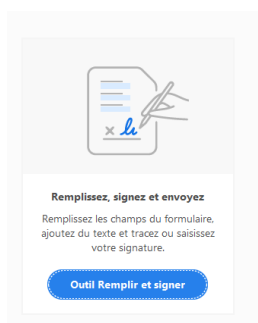 Remplissez, signez et envoyez
Remplissez les champs du formulaire,
ajoutez du texte et tracez ou saisissez
votre signature.
Outil Remplir et signer